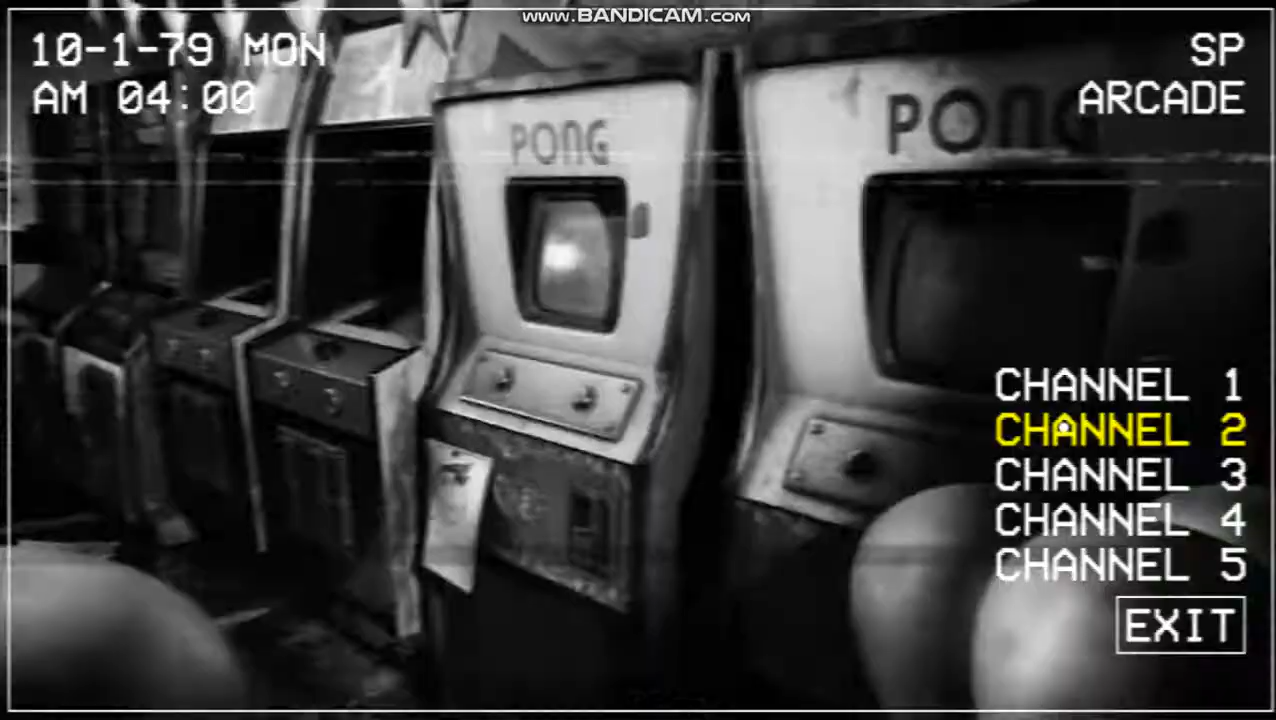 www.BANDICAM.com
10-1-79 MON
AM 04:00
SP
ARCADE
PONG
PONG
CHANNEL 1
CHANNEL 2
CHANNEL 3
CHANNEL 4
CHANNEL 5
EXIT